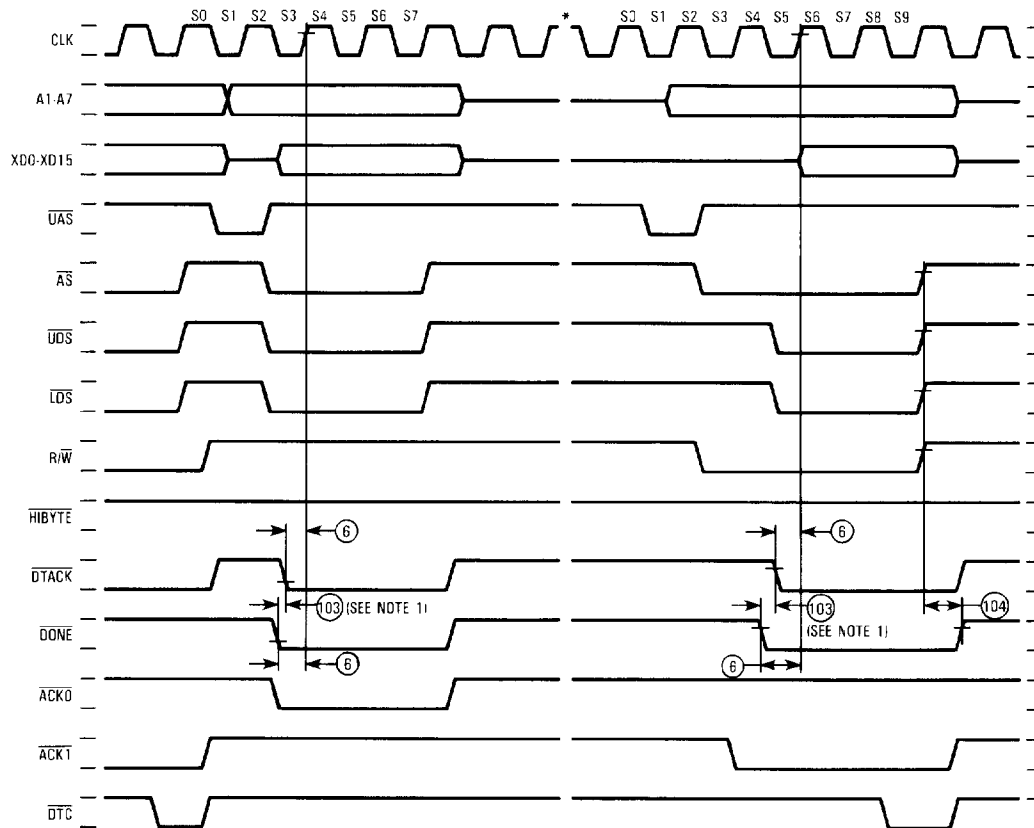 S0 S1 S2 S3 S4 S5 S6 S7 * S0 S1 S2 S3 S4 S5 S6 S7 S8 S9
CLK
A1-A7
XD0-XD15
UAS
AS
UDS
LDS
R/W
HIBYTE
6 6
DTACK
103 (SEE NOTE 1) 103 (SEE NOTE 1) 104
DONE
6 6
ACK0
ACK1
DTC